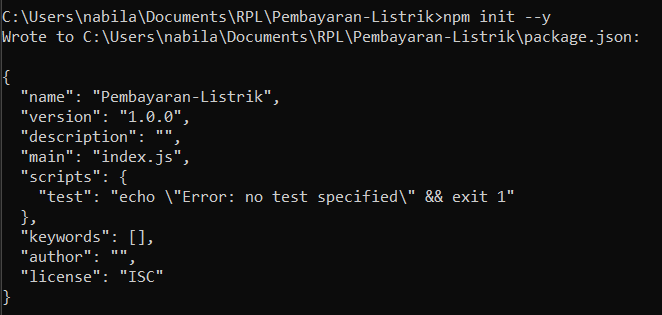 C:\Users\nabila\Documents\RPL\Pembayaran-Listrik>npm init --y
Wrote to C:\Users\nabila\Documents\RPL\Pembayaran-Listrik\package.json:
{
  "name": "Pembayaran-Listrik",
  "version": "1.0.0",
  "description": "",
  "main": "index.js",
  "scripts": {
    "test": "echo \"Error: no test specified\" && exit 1"
  },
  "keywords": [],
  "author": "",
  "license": "ISC"
}